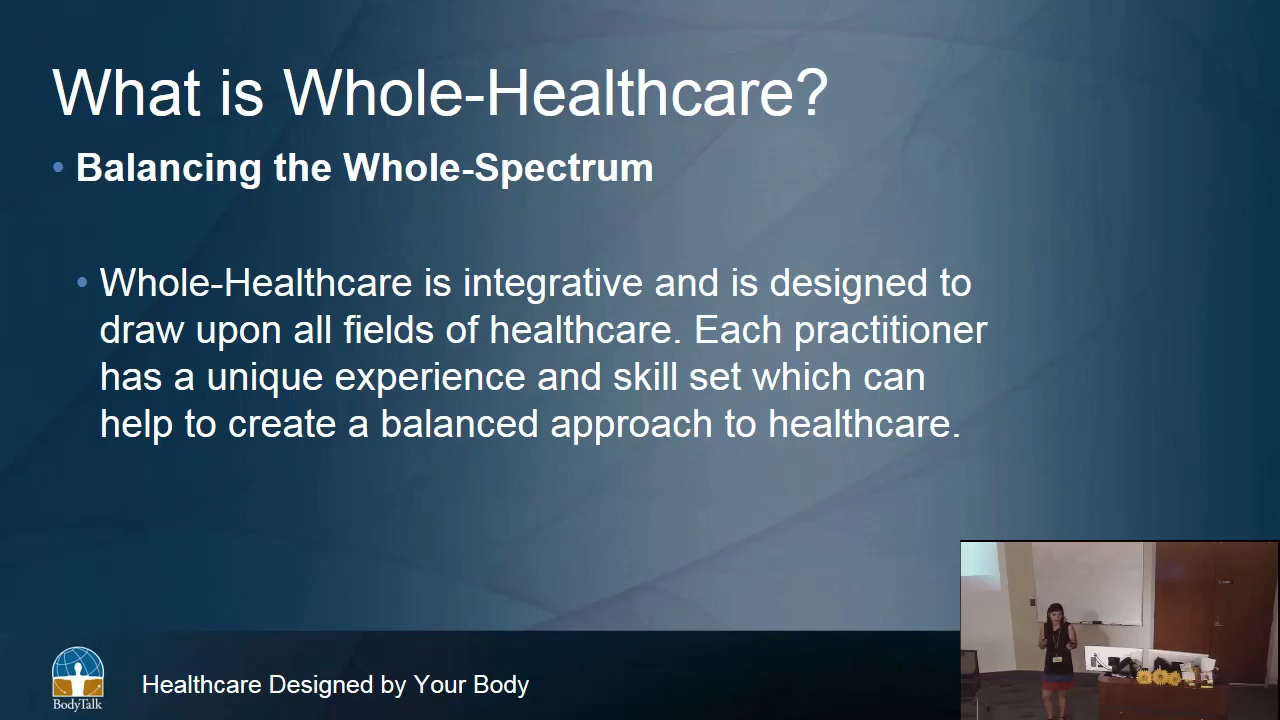 What is Whole-Healthcare?
• Balancing the Whole-Spectrum
• Whole-Healthcare is integrative and is designed to
draw upon all fields of healthcare. Each practitioner
has a unique experience and skill set which can
help to create a balanced approach to healthcare.
BodyTalk
Healthcare Designed by Your Body